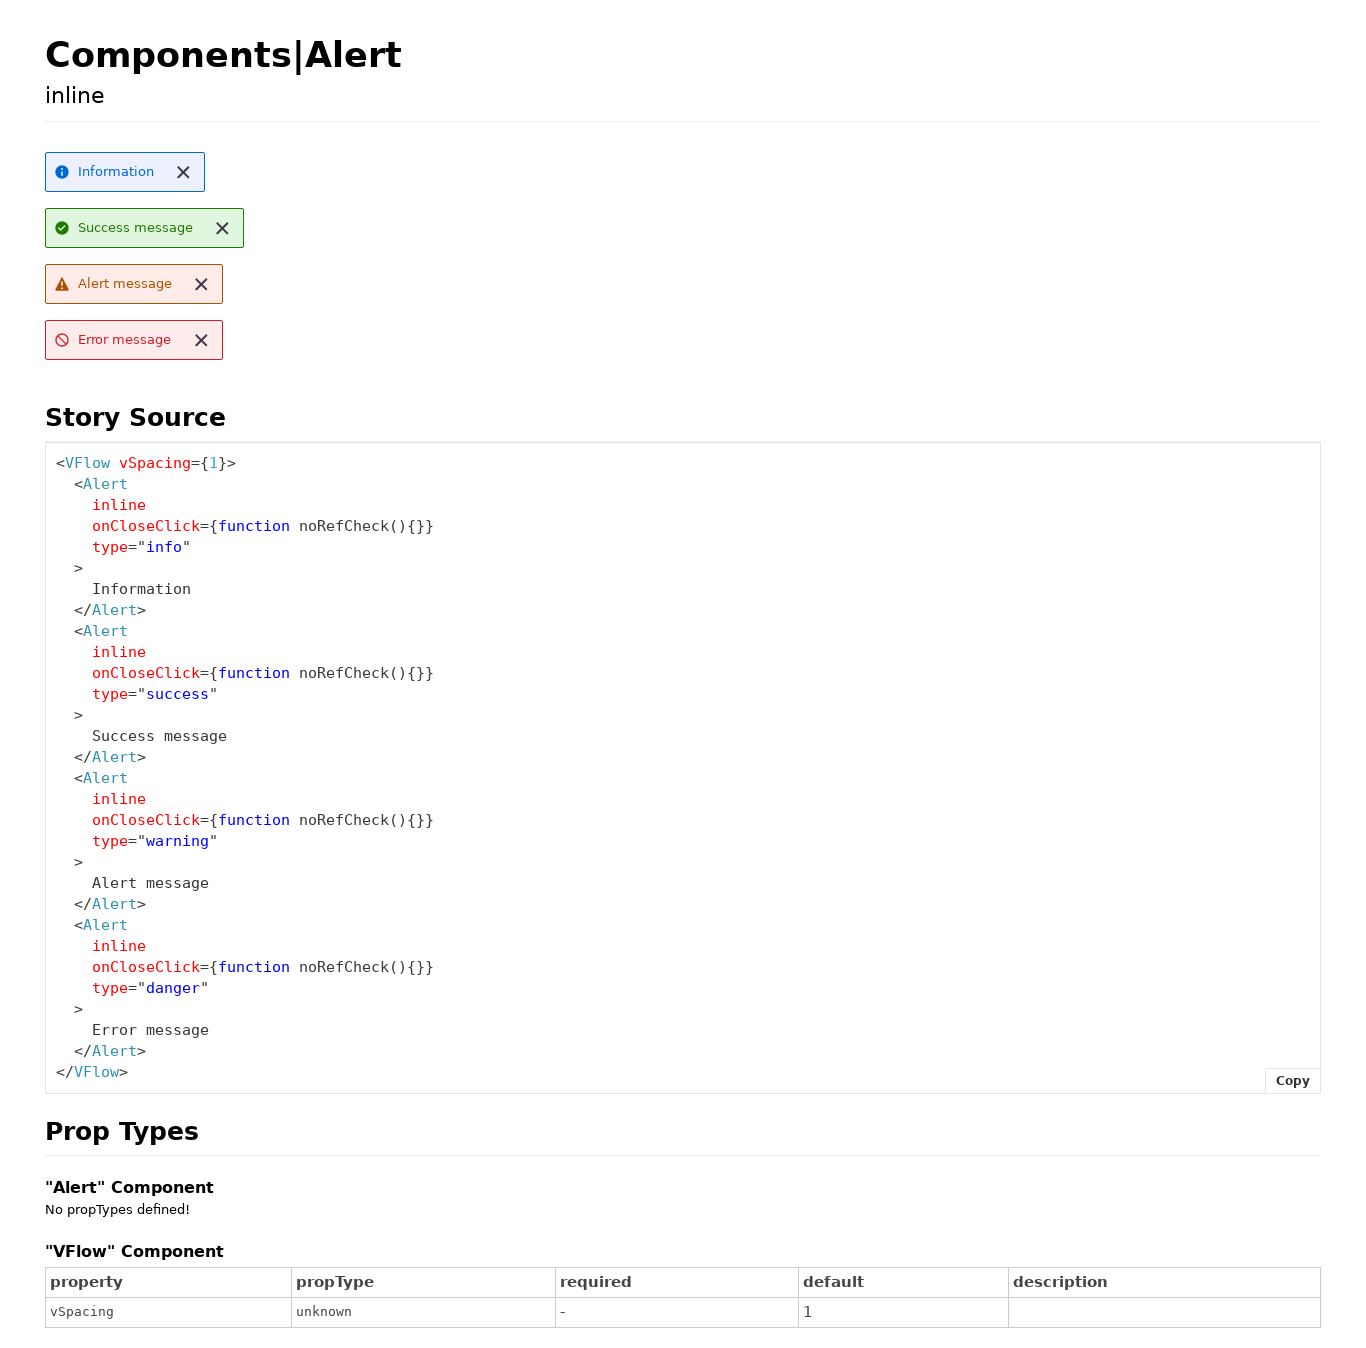 Components|Alert
inline
Information
Success message
Alert message
Error message
Story Source
<VFlow vSpacing={1}>
  <Alert
    inline
    onCloseClick={function noRefCheck(){}}
    type="info"
  >
    Information
  </Alert>
  <Alert
    inline
    onCloseClick={function noRefCheck(){}}
    type="success"
  >
    Success message
  </Alert>
  <Alert
    inline
    onCloseClick={function noRefCheck(){}}
    type="warning"
  >
    Alert message
  </Alert>
  <Alert
    inline
    onCloseClick={function noRefCheck(){}}
    type="danger"
  >
    Error message
  </Alert>
</VFlow>
Copy
Prop Types
"Alert" Component
No propTypes defined!
"VFlow" Component
property propType required default description
vSpacing unknown - 1